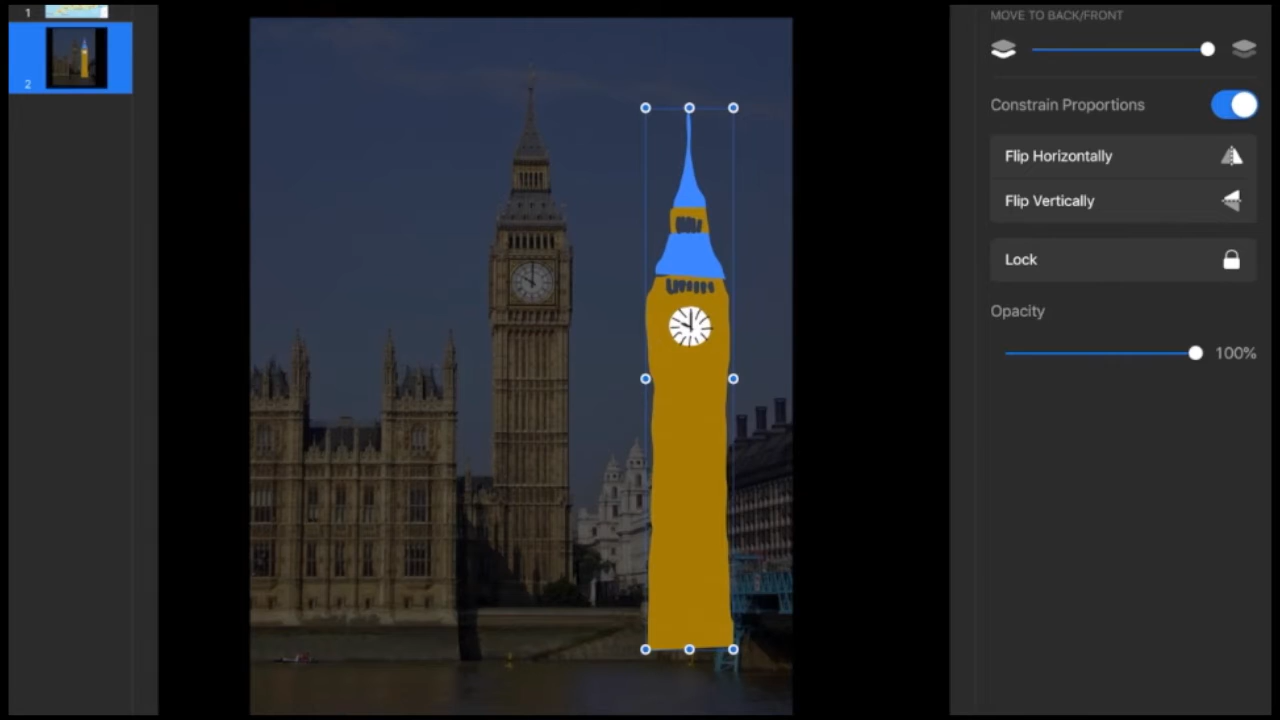 1
2
MOVE TO BACK/FRONT
Constrain Proportions
Flip Horizontally
Flip Vertically
Lock
Opacity
100%